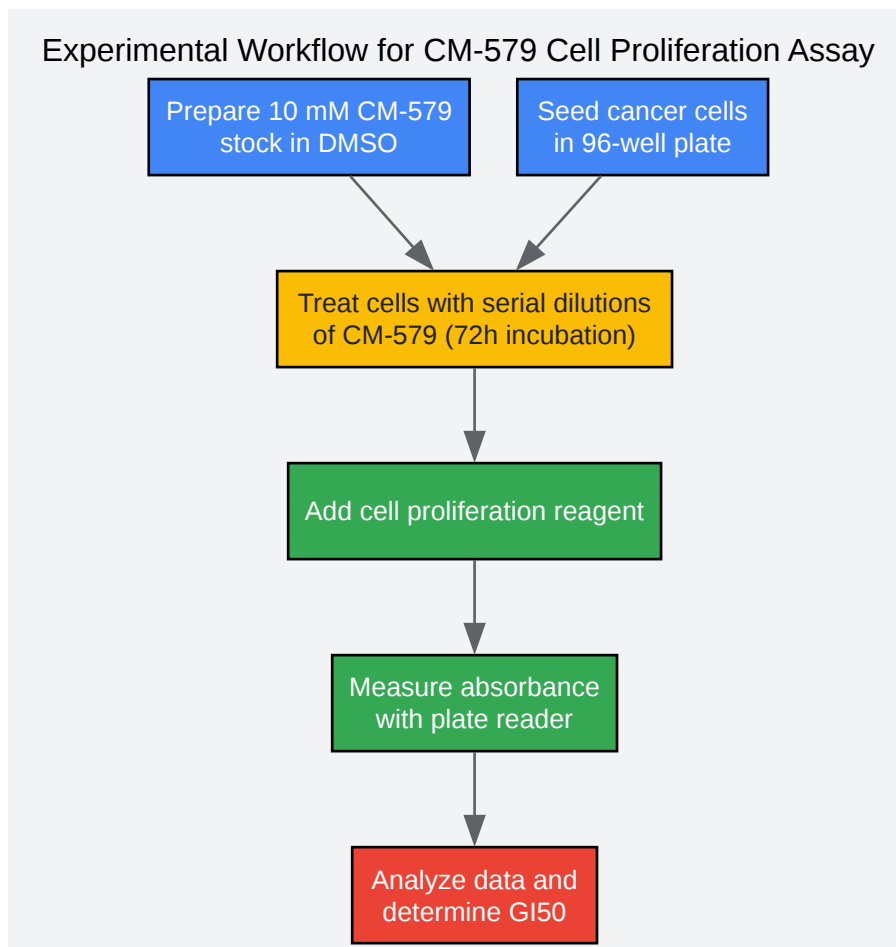 Experimental Workflow for CM-579 Cell Proliferation Assay
Prepare 10 mM CM-579
stock in DMSO
Seed cancer cells
in 96-well plate
Treat cells with serial dilutions
of CM-579 (72h incubation)
Add cell proliferation reagent
Measure absorbance
with plate reader
Analyze data and
determine GI50